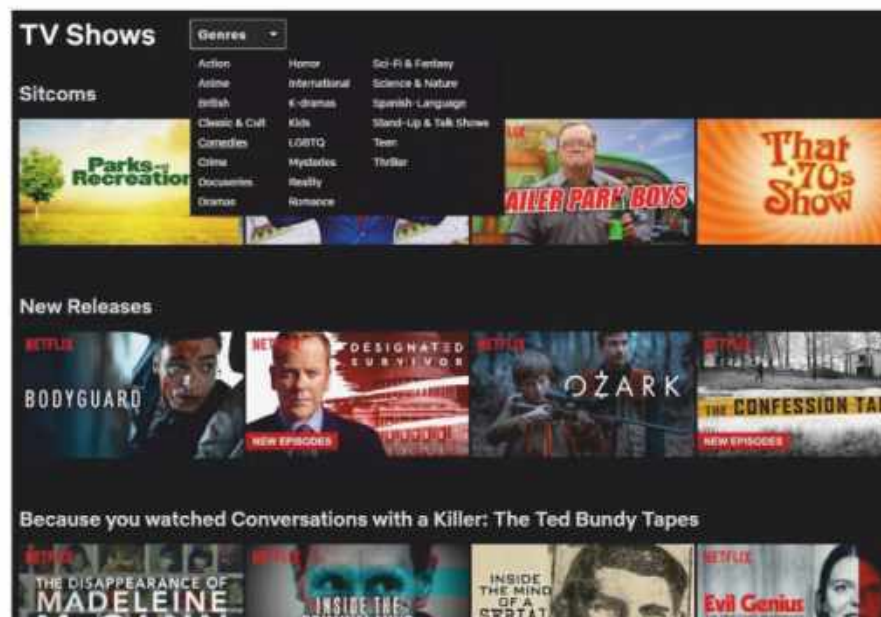 TV Shows
Genres
Action
Anime
British
Classic & Cult
Comedies
Crime
Docuseries
Dramas
Horror
International
K-dramas
Kids
LGBTQ
Mysteries
Reality
Romance
Sci-Fi & Fantasy
Science & Nature
Spanish-Language
Stand-Up & Talk Shows
Teen
Thriller
Sitcoms
Parks and
Recreation
AILER PARK BOYS
That
'70s
Show
New Releases
NETFLIX
BODYGUARD
NET
DESIGNATED
SURVIVOR
NEW EPISODES
NETFLIX
OZARK
NETFLIX
THE CONFESSION TA
NEW EPISODES
Because you watched Conversations with a Killer: The Ted Bundy Tapes
NETFLIX
THE DISAPPEARANCE OF
MADELEINE
NETFLIX
INSIDE THE
INSIDE
THE MIND
OF A
SERIAL
NETFLIX
Evil Genius